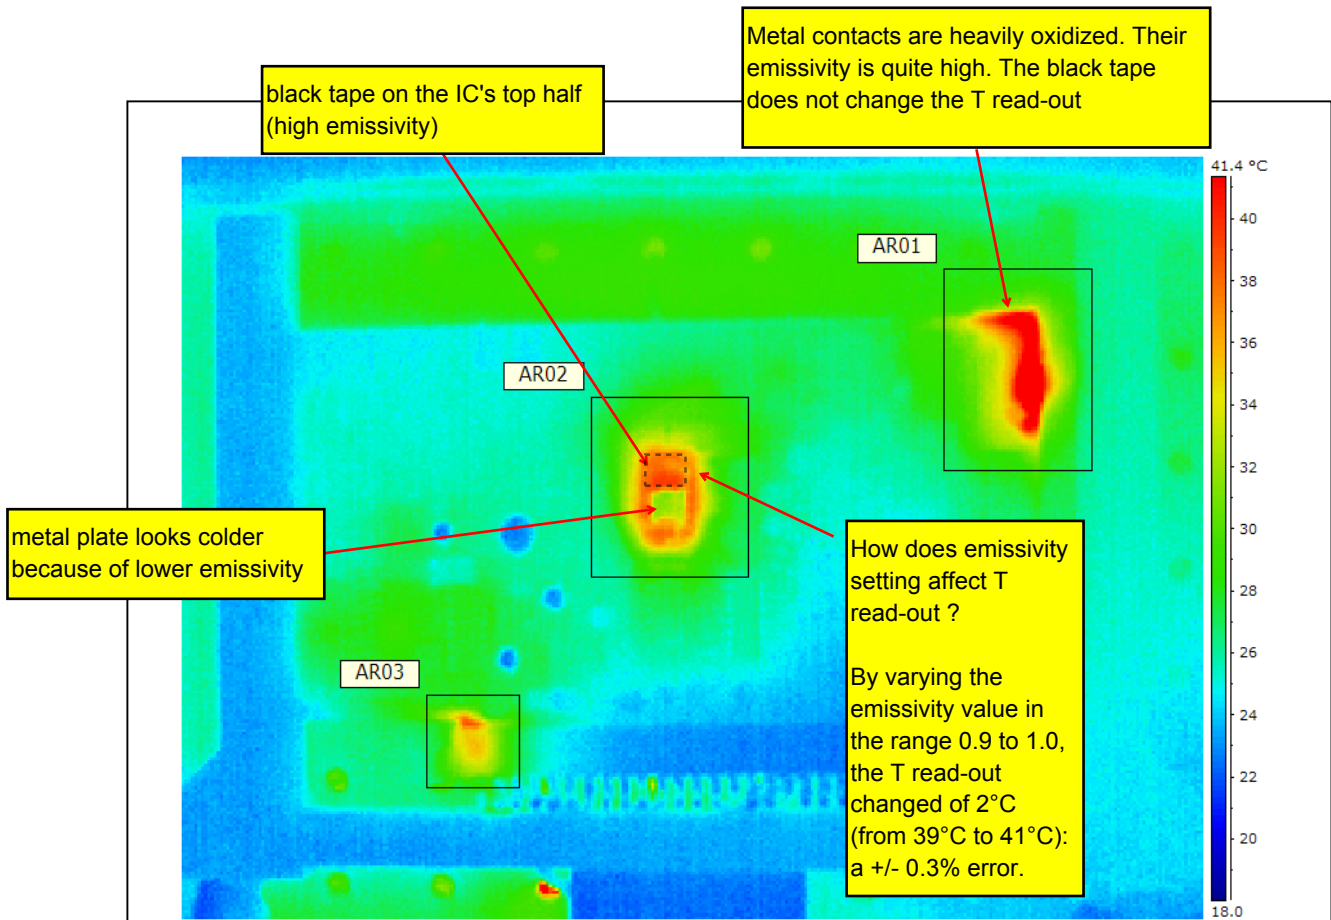 Metal contacts are heavily oxidized. Their
emissivity is quite high. The black tape
does not change the T read-out
black tape on the IC's top half
(high emissivity)
41.4 °C
40
38
36
34
32
30
28
26
24
22
20
18.0
AR01
AR02
metal plate looks colder
because of lower emissivity
How does emissivity
setting affect T
read-out ?
By varying the
emissivity value in
the range 0.9 to 1.0,
the T read-out
changed of 2°C
(from 39°C to 41°C):
a +/- 0.3% error.
AR03